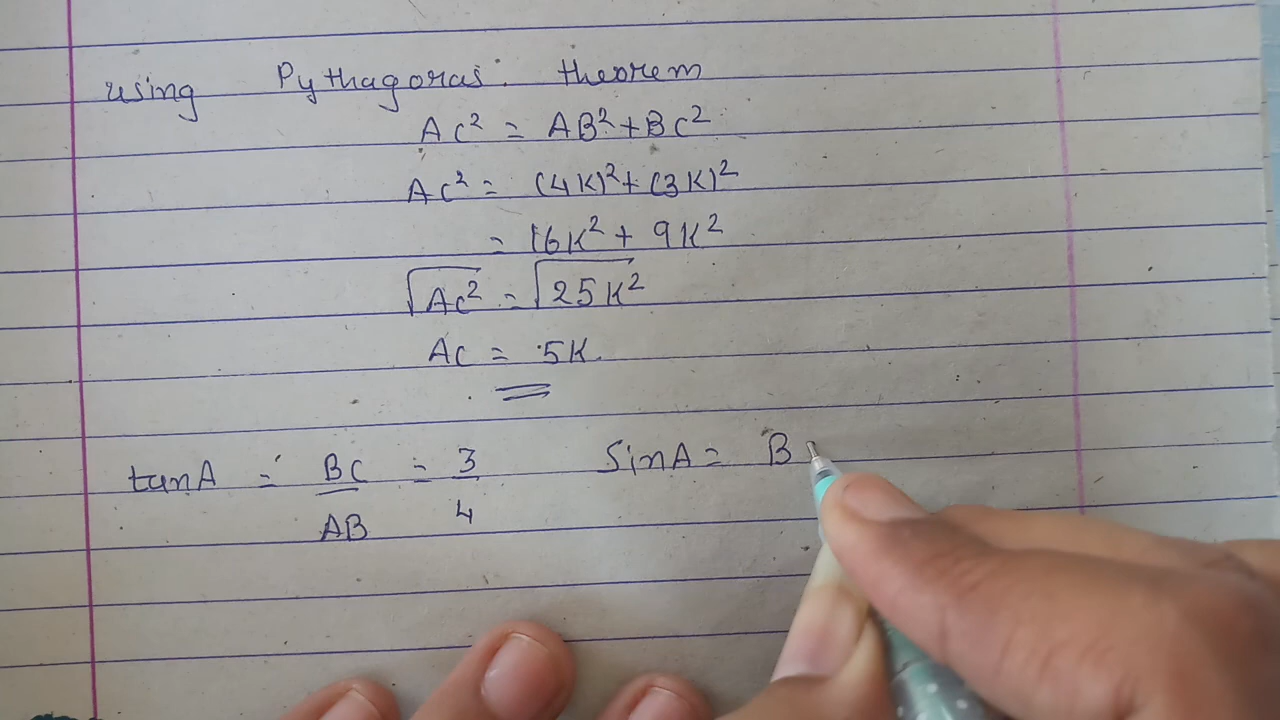 using Pythagoras theorem
AC² = AB² + BC²
AC² = (4K)² + (3K)²
= 16K² + 9K²
√AC² = √25K²
AC = 5K
tanA = BC/AB = 3/4 SinA = B